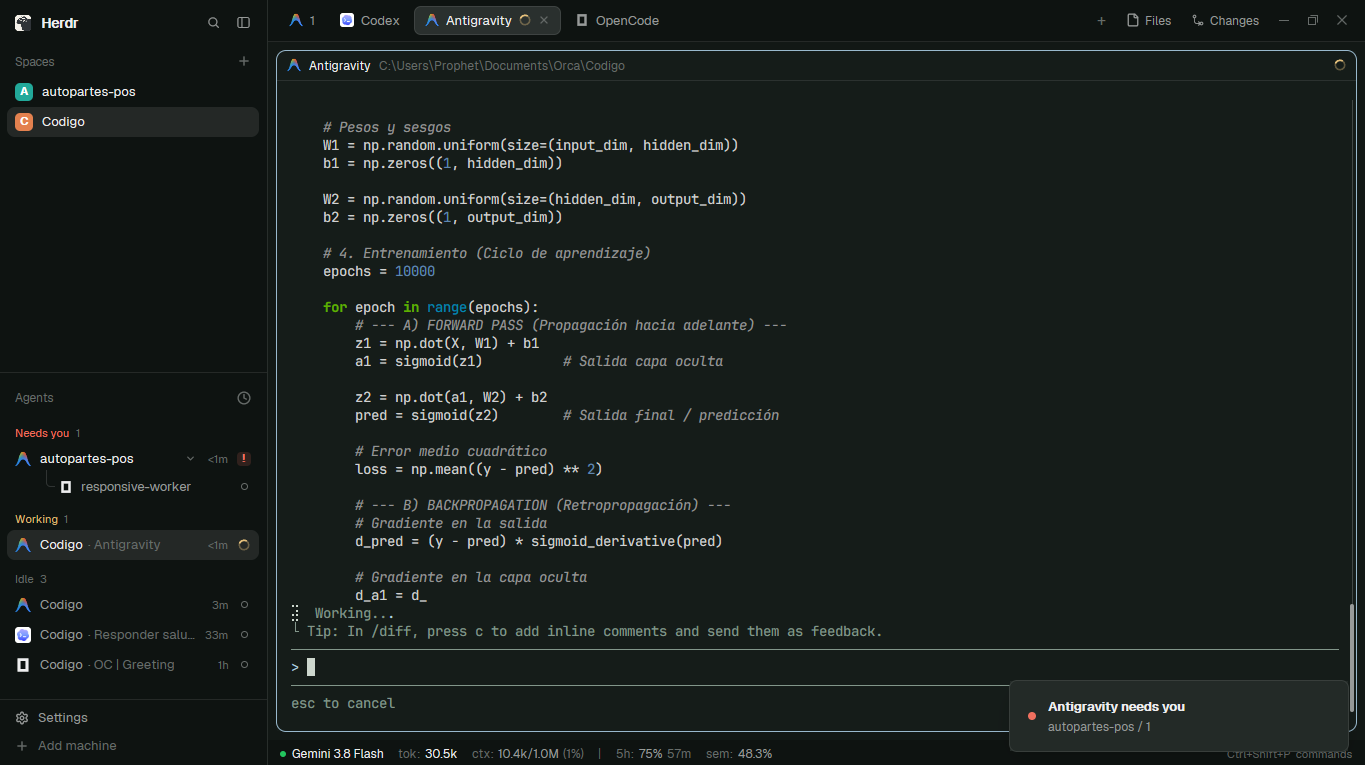 Herdr
Spaces
A autopartes-pos
C Codigo
Agents
Needs you 1
autopartes-pos <1m !
responsive-worker
Working 1
Codigo · Antigravity <1m
Idle 3
Codigo 3m
Codigo · Responder salu... 33m
Codigo · OC | Greeting 1h
Settings
+ Add machine
1
Codex
Antigravity ×
OpenCode
+ Files Changes
Antigravity C:\Users\Prophet\Documents\Orca\Codigo
# Pesos y sesgos
W1 = np.random.uniform(size=(input_dim, hidden_dim))
b1 = np.zeros((1, hidden_dim))
W2 = np.random.uniform(size=(hidden_dim, output_dim))
b2 = np.zeros((1, output_dim))
# 4. Entrenamiento (Ciclo de aprendizaje)
epochs = 10000
for epoch in range(epochs):
# --- A) FORWARD PASS (Propagación hacia adelante) ---
z1 = np.dot(X, W1) + b1
a1 = sigmoid(z1) # Salida capa oculta
z2 = np.dot(a1, W2) + b2
pred = sigmoid(z2) # Salida final / predicción
# Error medio cuadrático
loss = np.mean((y - pred) ** 2)
# --- B) BACKPROPAGATION (Retropropagación) ---
# Gradiente en la salida
d_pred = (y - pred) * sigmoid_derivative(pred)
# Gradiente en la capa oculta
d_a1 = d_
Working...
Tip: In /diff, press c to add inline comments and send them as feedback.
>
esc to cancel
Antigravity needs you
autopartes-pos / 1
Gemini 3.8 Flash tok: 30.5k ctx: 10.4k/1.0M (1%) | 5h: 75% 57m sem: 48.3%
Ctrl+Shift+P commands